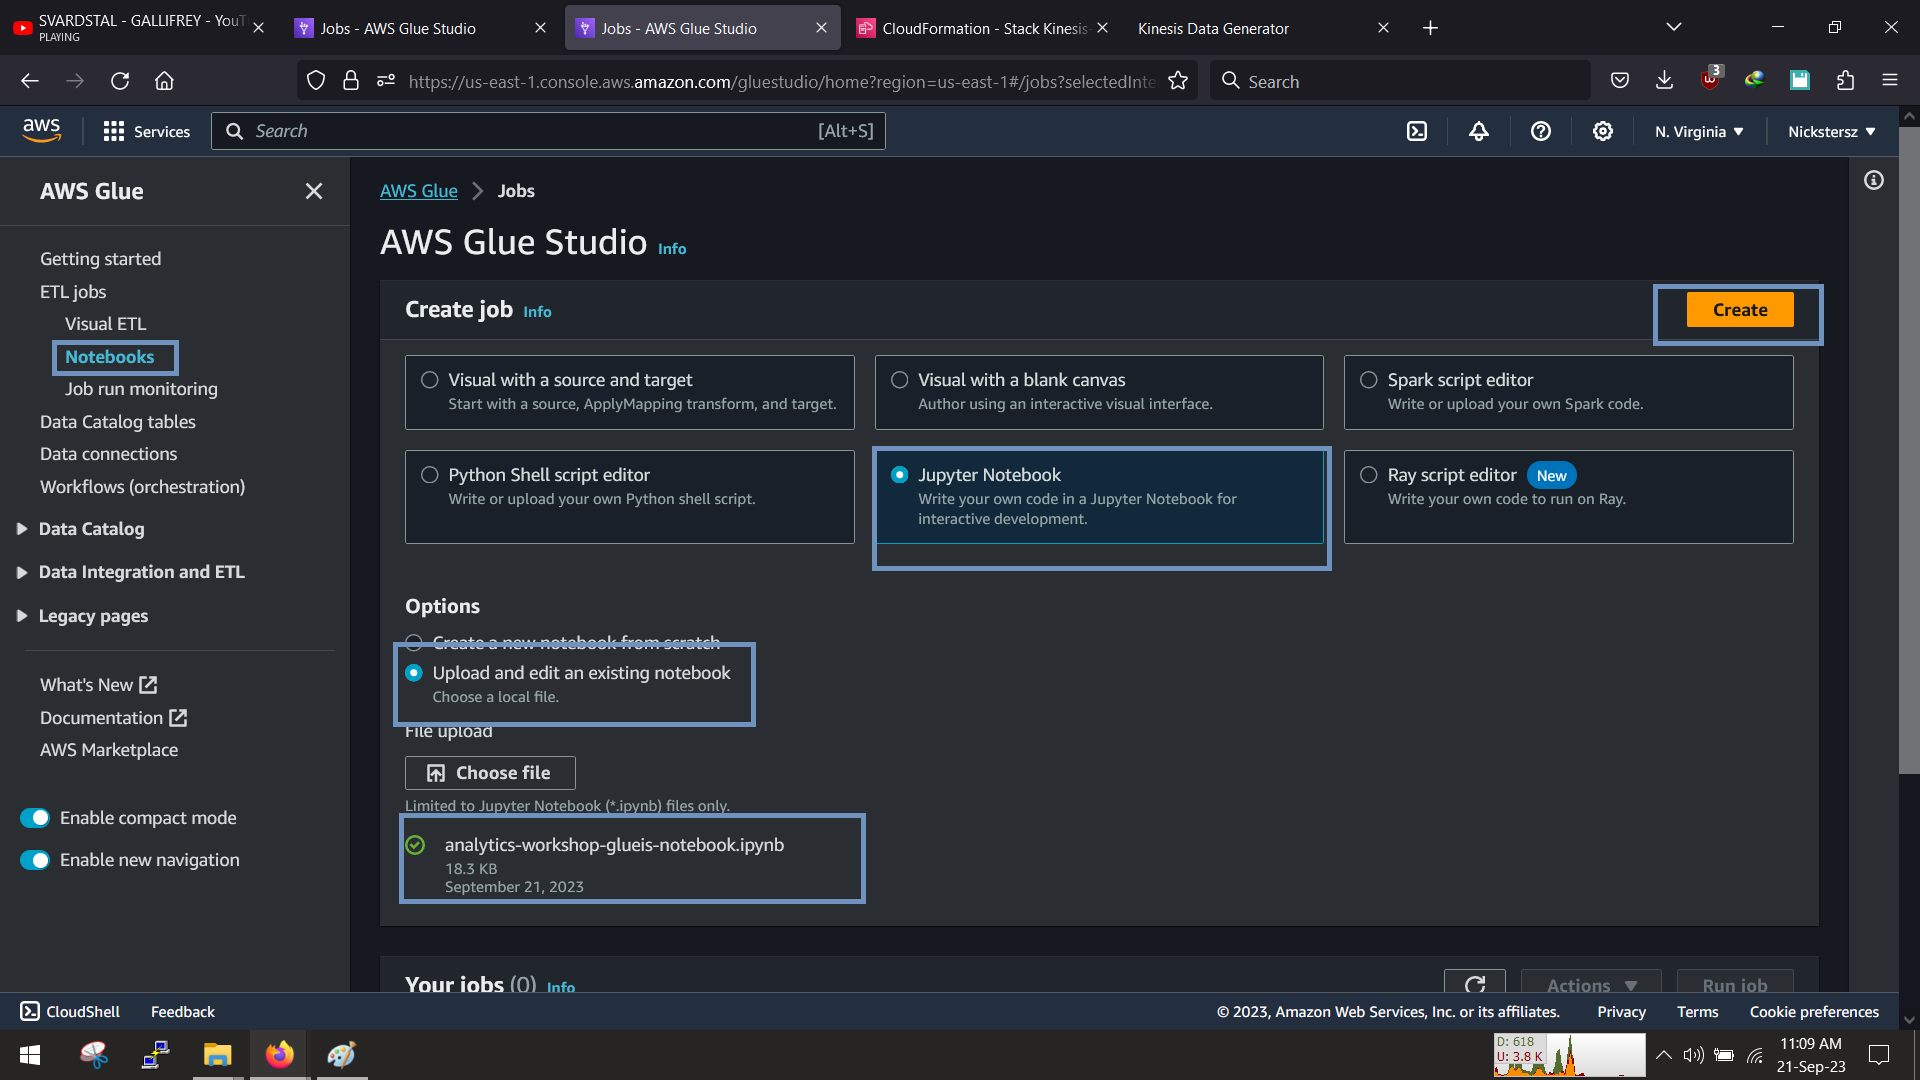 SVARDSTAL - GALLIFREY - YouT
PLAYING
Jobs - AWS Glue Studio
Jobs - AWS Glue Studio
CloudFormation - Stack Kinesis-
Kinesis Data Generator
https://us-east-1.console.aws.amazon.com/gluestudio/home?region=us-east-1#/jobs?selectedInte
Search
3
aws
Services
Search
[Alt+S]
N. Virginia
Nickstersz
AWS Glue
Getting started
ETL jobs
Visual ETL
Notebooks
Job run monitoring
Data Catalog tables
Data connections
Workflows (orchestration)
Data Catalog
Data Integration and ETL
Legacy pages
What's New
Documentation
AWS Marketplace
Enable compact mode
Enable new navigation
AWS Glue > Jobs
AWS Glue Studio Info
Create job Info
Create
Visual with a source and target
Start with a source, ApplyMapping transform, and target.
Visual with a blank canvas
Author using an interactive visual interface.
Spark script editor
Write or upload your own Spark code.
Python Shell script editor
Write or upload your own Python shell script.
Jupyter Notebook
Write your own code in a Jupyter Notebook for
interactive development.
Ray script editor New
Write your own code to run on Ray.
Options
Create a new notebook from scratch
Upload and edit an existing notebook
Choose a local file.
File upload
Choose file
Limited to Jupyter Notebook (*.ipynb) files only.
analytics-workshop-glueis-notebook.ipynb
18.3 KB
September 21, 2023
Your jobs (0) Info
Actions
Run job
CloudShell
Feedback
© 2023, Amazon Web Services, Inc. or its affiliates.
Privacy
Terms
Cookie preferences
D: 618
U: 3.8 K
11:09 AM
21-Sep-23